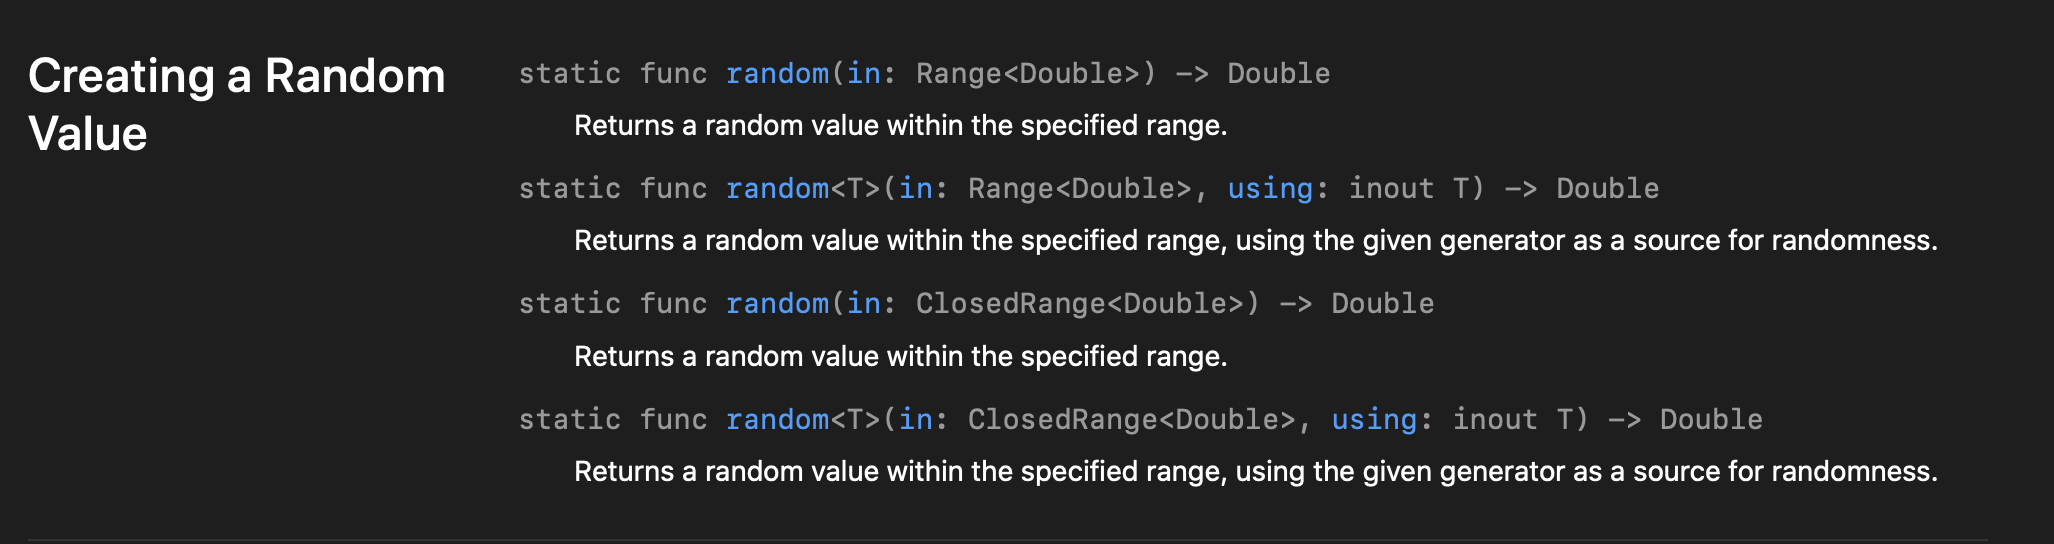 Creating a Random
Value
static func random(in: Range<Double>) -> Double
Returns a random value within the specified range.
static func random<T>(in: Range<Double>, using: inout T) -> Double
Returns a random value within the specified range, using the given generator as a source for randomness.
static func random(in: ClosedRange<Double>) -> Double
Returns a random value within the specified range.
static func random<T>(in: ClosedRange<Double>, using: inout T) -> Double
Returns a random value within the specified range, using the given generator as a source for randomness.